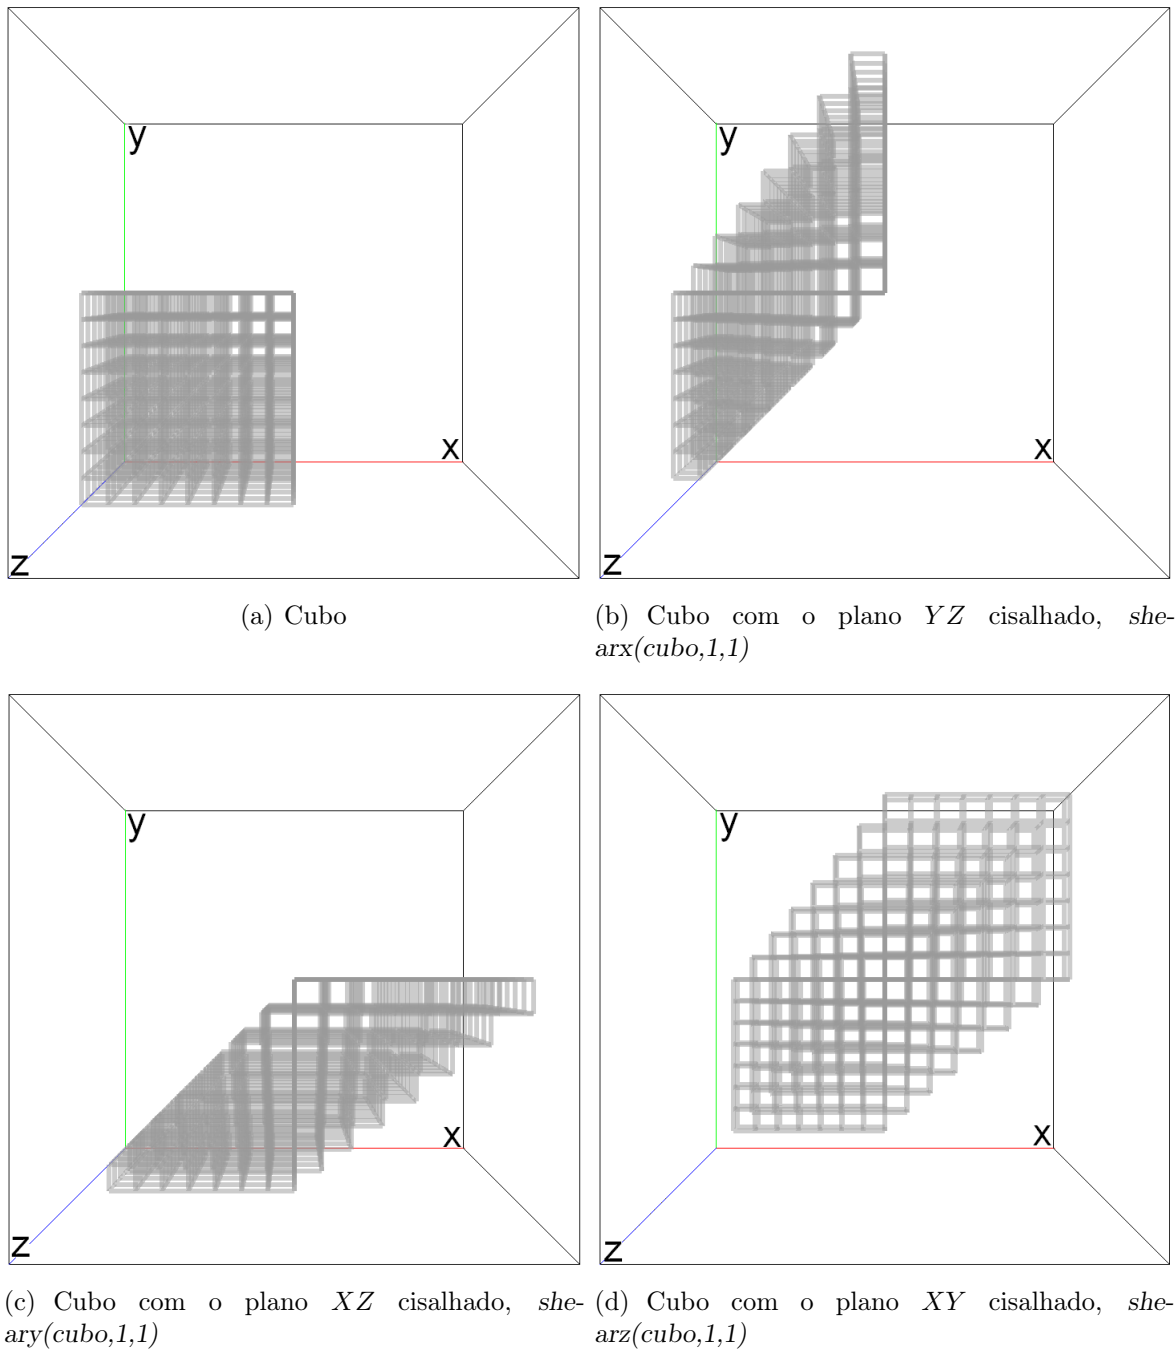 y
x
z
y
x
z
(a) Cubo
(b) Cubo com o plano YZ cisalhado, she-
arx(cubo,1,1)
y
x
z
y
x
z
(c) Cubo com o plano XZ cisalhado, she-
ary(cubo,1,1)
(d) Cubo com o plano XY cisalhado, she-
arz(cubo,1,1)